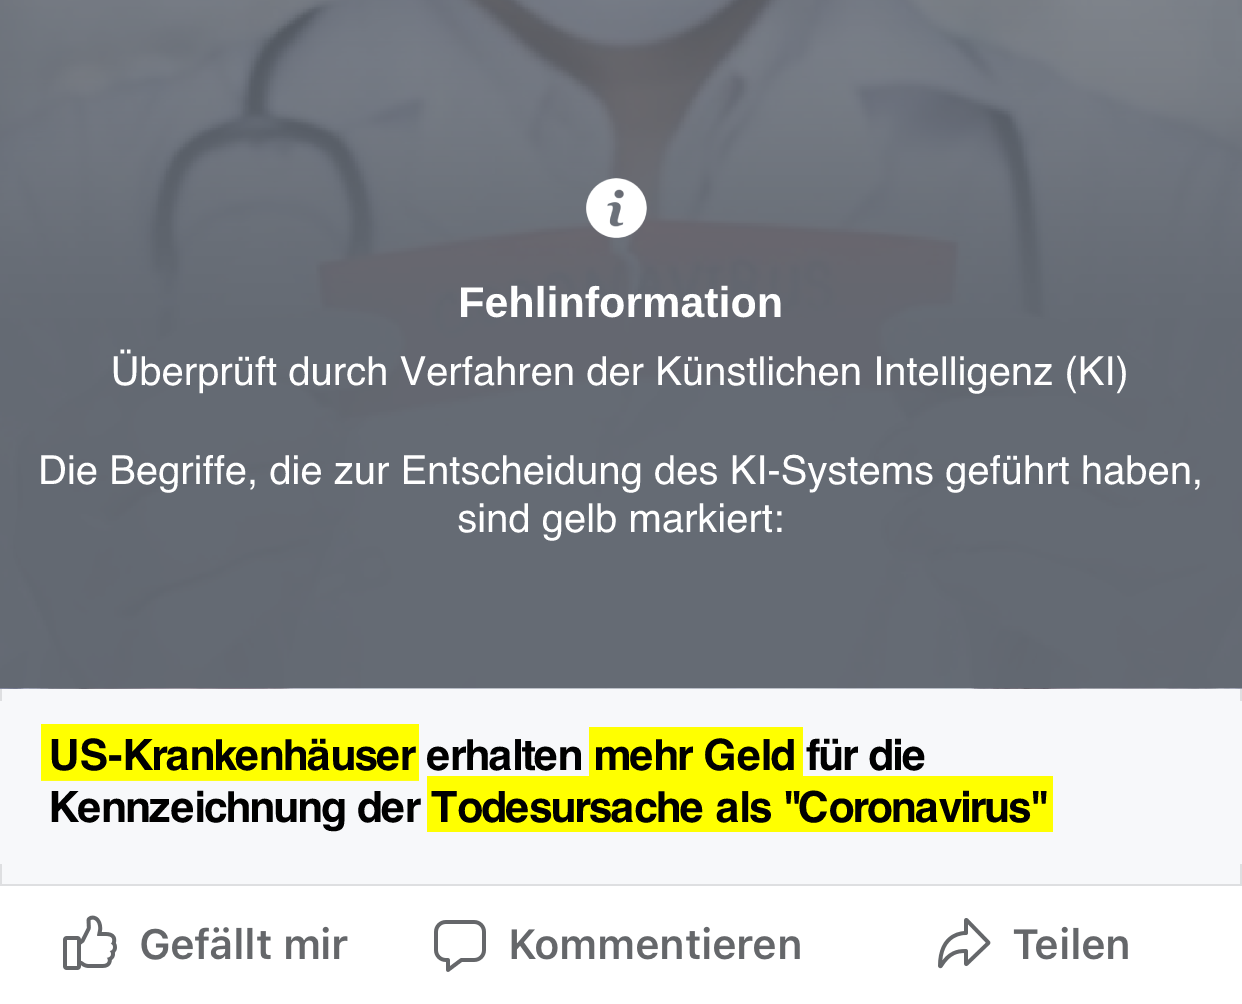 Fehlinformation
Überprüft durch Verfahren der Künstlichen Intelligenz (KI)
Die Begriffe, die zur Entscheidung des KI-Systems geführt haben,
sind gelb markiert:
US-Krankenhäuser erhalten mehr Geld für die
Kennzeichnung der Todesursache als "Coronavirus"
Gefällt mir Kommentieren Teilen